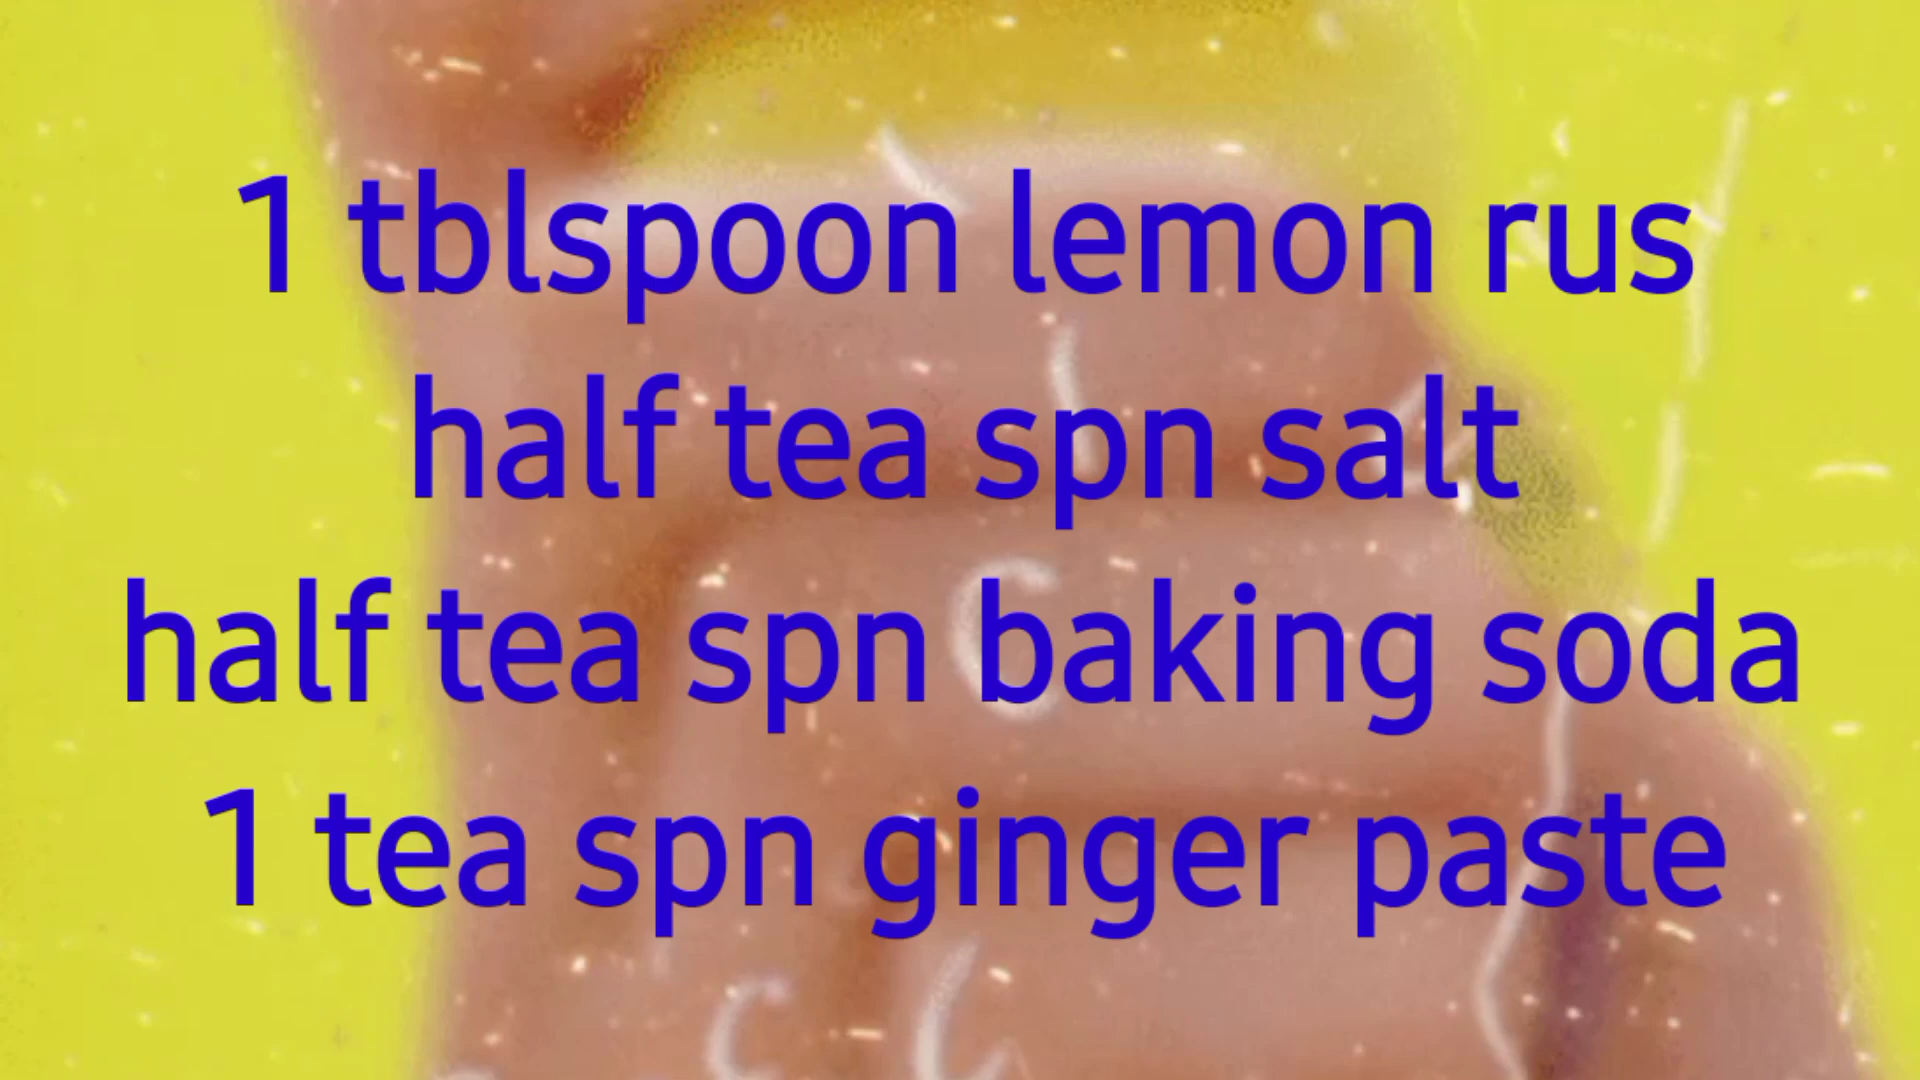 1 tblspoon lemon rus
half tea spn salt
half tea spn baking soda
1 tea spn ginger paste